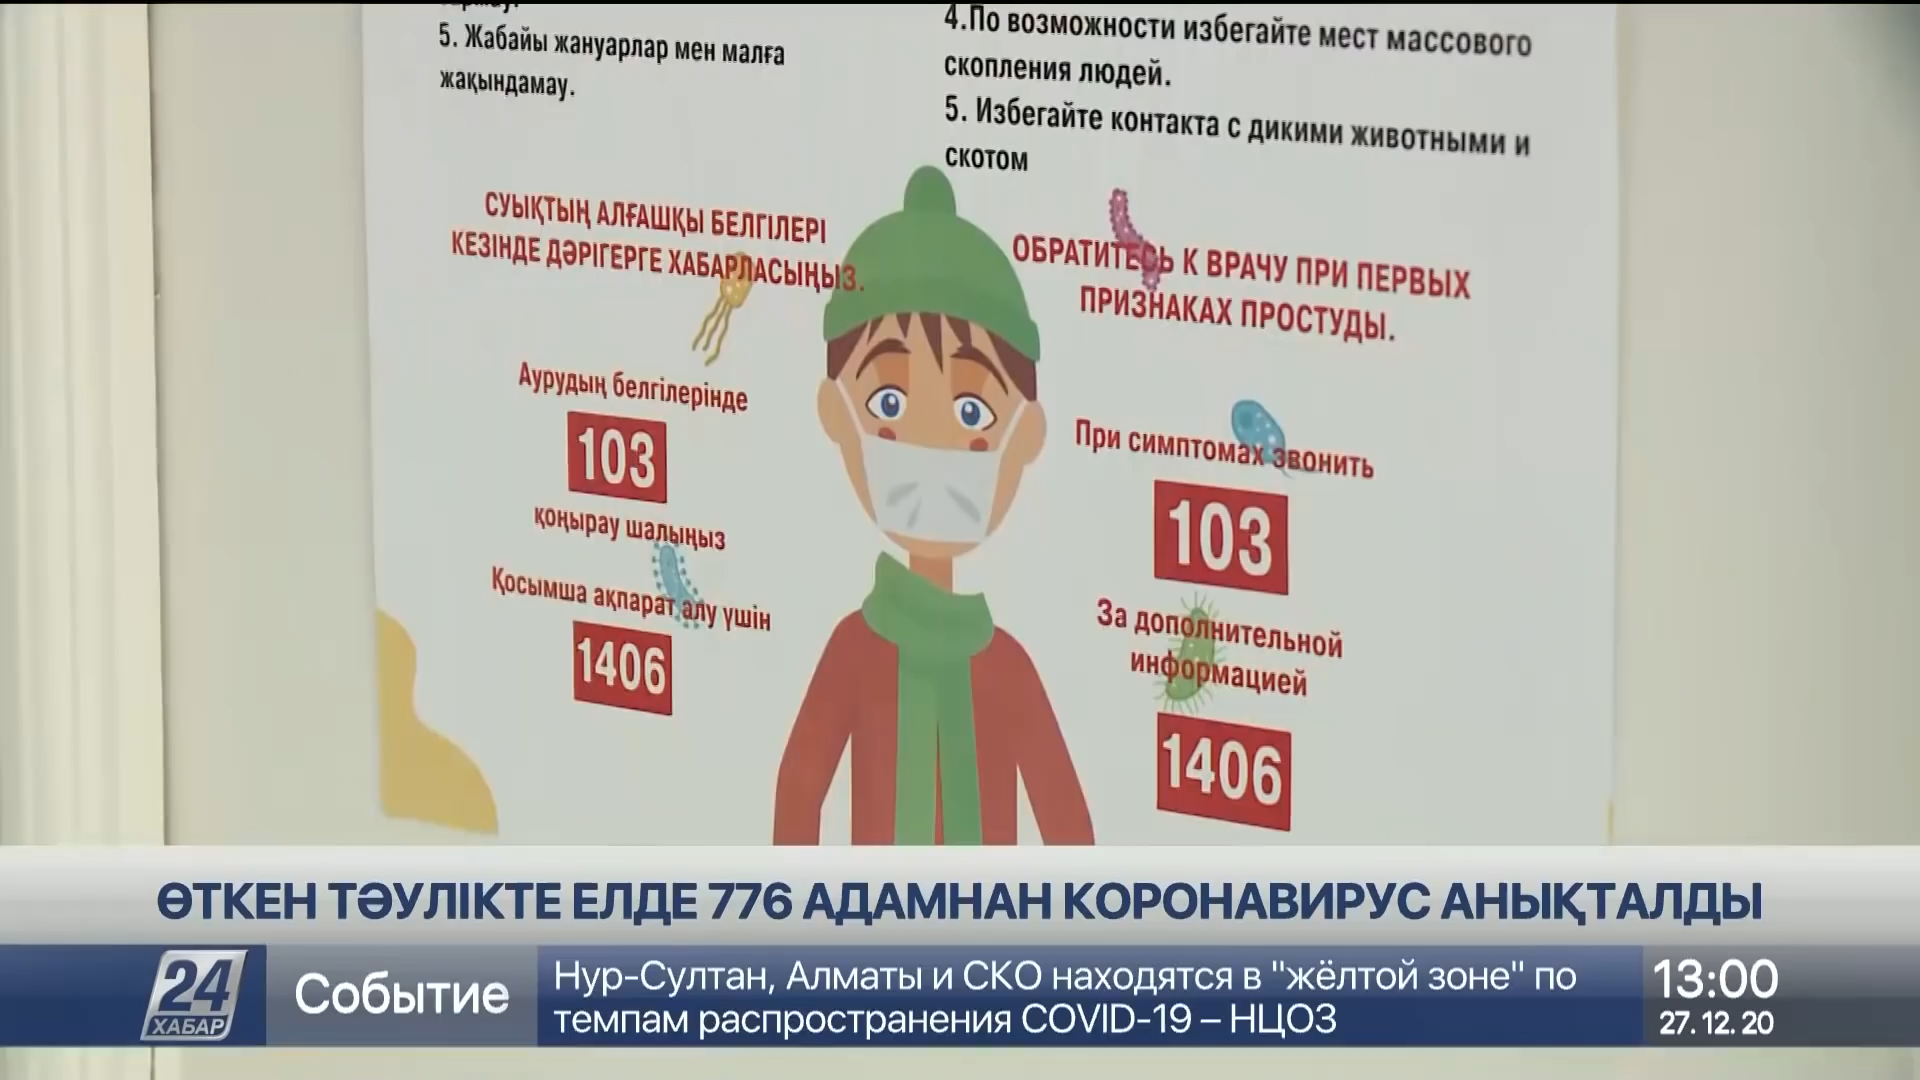 5. Жабайы жануарлар мен малға
жақындамау.
4.По возможности избегайте мест массового
скопления людей.
5. Избегайте контакта с дикими животными и
скотом
СУЫҚТЫҢ АЛҒАШҚЫ БЕЛГІЛЕРІ
КЕЗІНДЕ ДӘРІГЕРГЕ ХАБАРЛАСЫҢЫЗ.
ОБРАТИТЕСЬ К ВРАЧУ ПРИ ПЕРВЫХ
ПРИЗНАКАХ ПРОСТУДЫ.
Аурудың белгілерінде
103
қоңырау шалыңыз
Қосымша ақпарат алу үшін
1406
При симптомах звонить
103
За дополнительной
информацией
1406
ӨТКЕН ТӘУЛІКТЕ ЕЛДЕ 776 АДАМНАН КОРОНАВИРУС АНЫҚТАЛДЫ
24
ХАБАР
Событие
Нур-Султан, Алматы и СКО находятся в "жёлтой зоне" по
темпам распространения COVID-19 – НЦОЗ
13:00
27. 12. 20